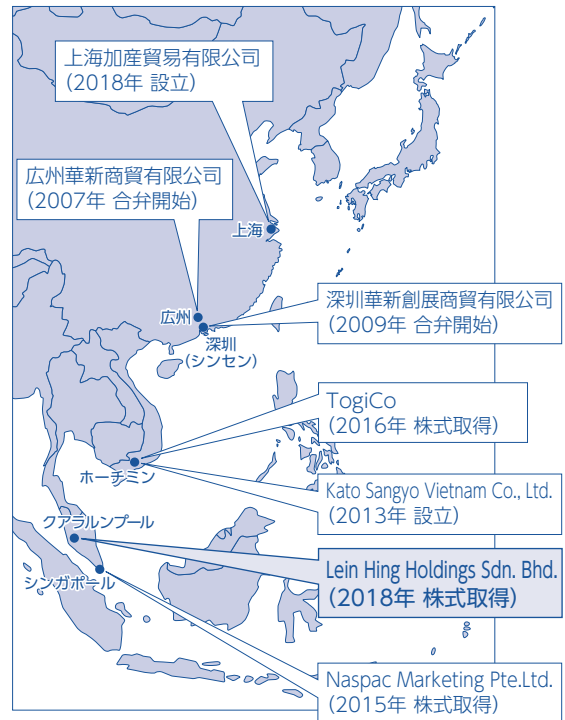 上海加産貿易有限公司
（2018年 設立）
広州華新商貿有限公司
（2007年 合弁開始）
上海
広州
深圳
（シンセン）
深圳華新創展商貿有限公司
（2009年 合弁開始）
TogiCo
（2016年 株式取得）
ホーチミン
Kato Sangyo Vietnam Co., Ltd.
（2013年 設立）
クアラルンプール
Lein Hing Holdings Sdn. Bhd.
（2018年 株式取得）
シンガポール
Naspac Marketing Pte.Ltd.
（2015年 株式取得）